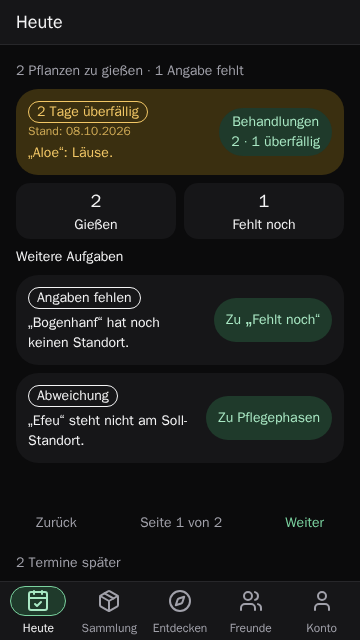 Heute
2 Pflanzen zu gießen · 1 Angabe fehlt
2 Tage überfällig
Stand: 08.10.2026
„Aloe“: Läuse.
Behandlungen
2 · 1 überfällig
2
Gießen
1
Fehlt noch
Weitere Aufgaben
Angaben fehlen
„Bogenhanf“ hat noch
keinen Standort.
Zu „Fehlt noch“
Abweichung
„Efeu“ steht nicht am Soll-
Standort.
Zu Pflegephasen
Zurück
Seite 1 von 2
Weiter
2 Termine später
Heute
Sammlung
Entdecken
Freunde
Konto